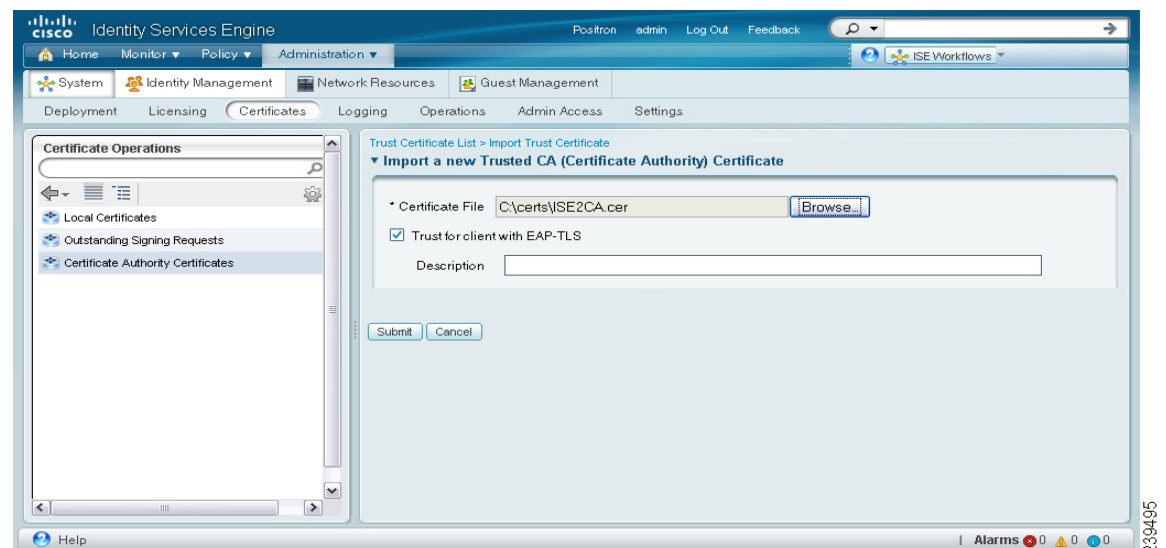 cisco Identity Services Engine Positron admin Log Out Feedback
Home Monitor Policy Administration ISE Workflows
System Identity Management Network Resources Guest Management
Deployment Licensing Certificates Logging Operations Admin Access Settings
Certificate Operations
Local Certificates
Outstanding Signing Requests
Certificate Authority Certificates
Trust Certificate List > Import Trust Certificate
Import a new Trusted CA (Certificate Authority) Certificate
* Certificate File C:\certs\ISE2CA.cer Browse...
Trust for client with EAP-TLS
Description
Submit Cancel
Help | Alarms 0 0 0
239495